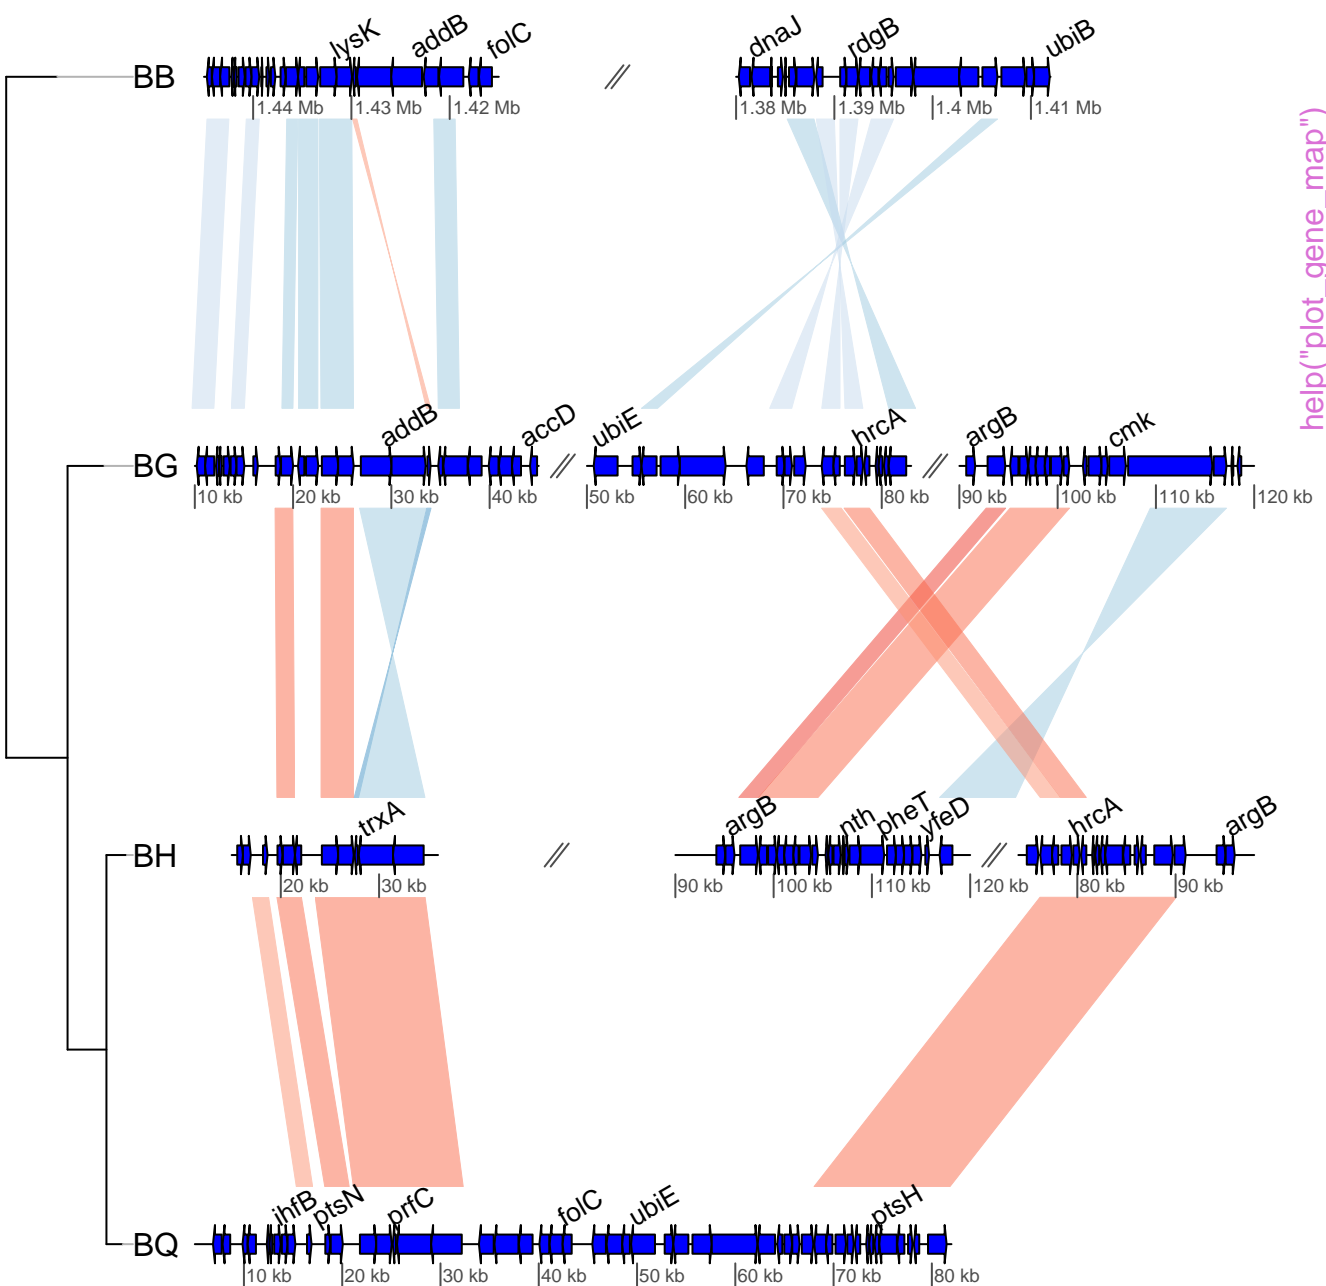 lysK addB folC dnaJ rdgB ubiB
BB
1.44 Mb 1.43 Mb 1.42 Mb 1.38 Mb 1.39 Mb 1.4 Mb 1.41 Mb
help("plot_gene_map")
addB accD ubiE hrcA argB cmk
BG
10 kb 20 kb 30 kb 40 kb 50 kb 60 kb 70 kb 80 kb 90 kb 100 kb 110 kb 120 kb
trxA argB nth pheT yfeD hrcA argB
BH
20 kb 30 kb 90 kb 100 kb 110 kb 120 kb 80 kb 90 kb
ihfB ptsN prfC folC ubiE ptsH
BQ
10 kb 20 kb 30 kb 40 kb 50 kb 60 kb 70 kb 80 kb